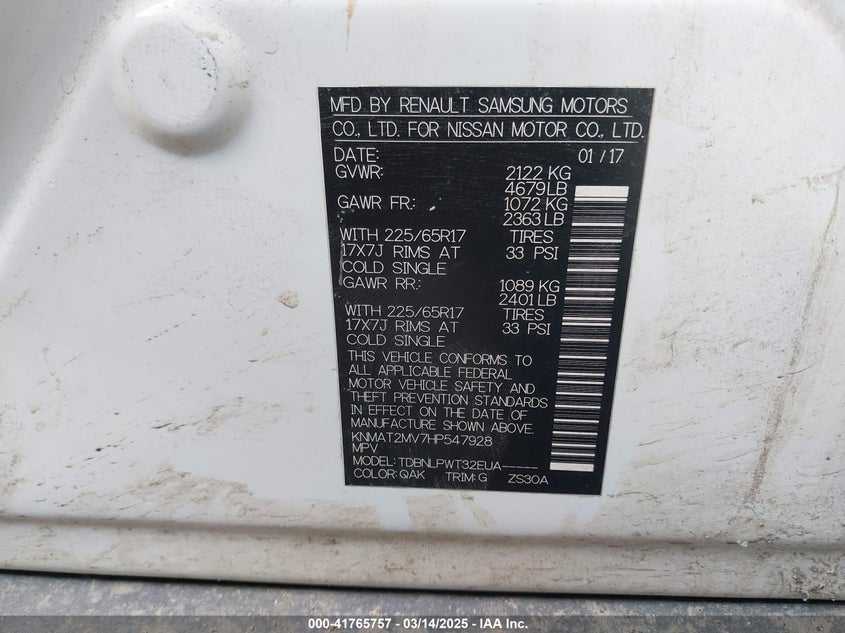 MFD BY RENAULT SAMSUNG MOTORS
CO., LTD. FOR NISSAN MOTOR CO., LTD.
DATE: 01 / 17
GVWR: 2122 KG
4679LB
GAWR FR.: 1072 KG
2363 LB
WITH 225/65R17 TIRES
17X7J RIMS AT 33 PSI
COLD SINGLE
GAWR RR.: 1089 KG
2401 LB
WITH 225/65R17 TIRES
17X7J RIMS AT 33 PSI
COLD SINGLE
THIS VEHICLE CONFORMS TO
ALL APPLICABLE FEDERAL
MOTOR VEHICLE SAFETY AND
THEFT PREVENTION STANDARDS
IN EFFECT ON THE DATE OF
MANUFACTURE SHOWN ABOVE.
KNMAT2MV7HP547928
MPV
MODEL: TDBNLPWT32EUA-----
COLOR: QAK TRIM: G ZS30A
000-41765757 - 03/14/2025 - IAA Inc.